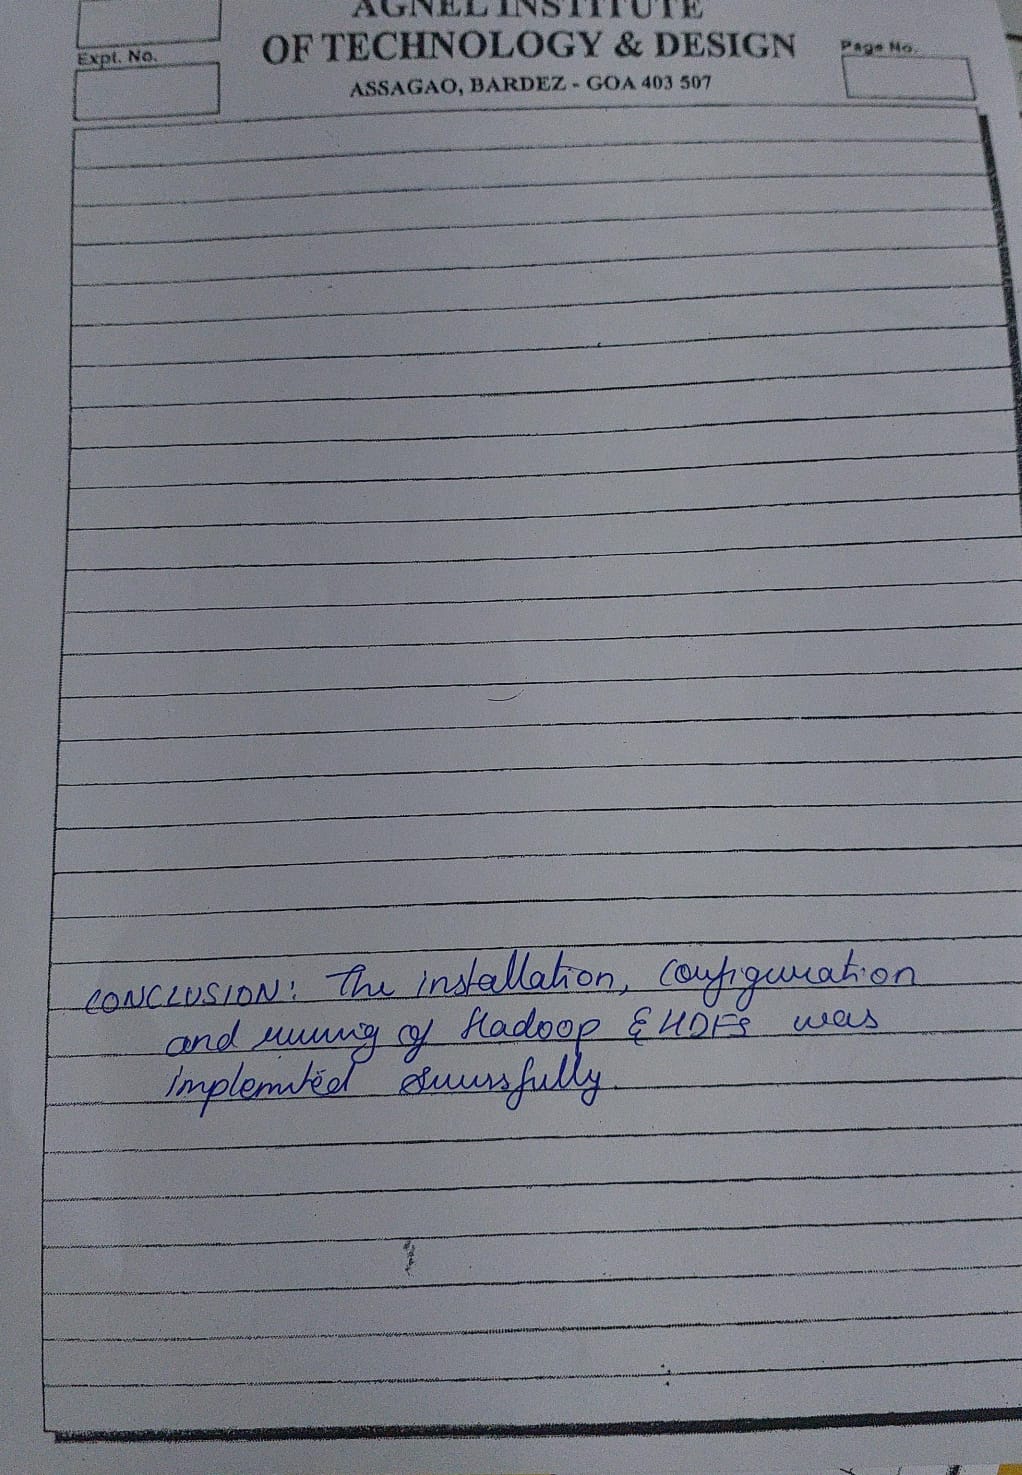 AGNEL INSTITUTE
OF TECHNOLOGY & DESIGN
ASSAGAO, BARDEZ - GOA 403 507
Expt. No.
Page No.
CONCLUSION: The installation, configuration
and running of Hadoop & HDFS was
implemented successfully.